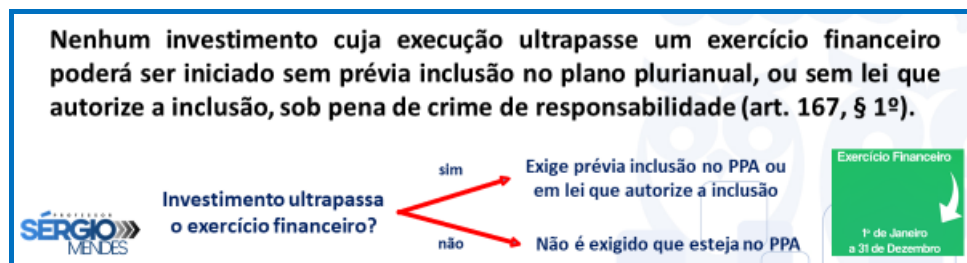 Nenhum investimento cuja execução ultrapasse um exercício financeiro
poderá ser iniciado sem prévia inclusão no plano plurianual, ou sem lei que
autorize a inclusão, sob pena de crime de responsabilidade (art. 167, § 1º).
sim
Exige prévia inclusão no PPA ou
em lei que autorize a inclusão
Investimento ultrapassa
o exercício financeiro?
não
Não é exigido que esteja no PPA
Exercício Financeiro
1º de Janeiro
a 31 de Dezembro
PROFESSOR
SÉRGIO
MENDES